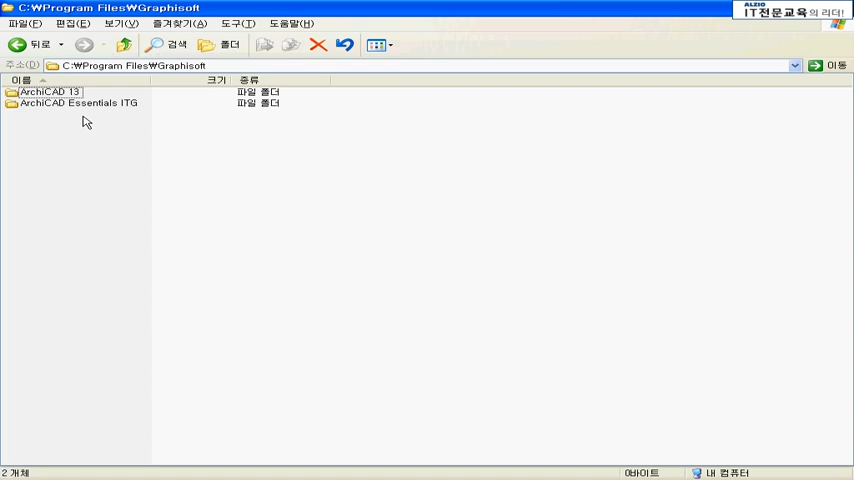 C:₩Program Files₩Graphisoft
ALZIO
IT전문교육의 리더!
파일(F) 편집(E) 보기(V) 즐겨찾기(A) 도구(T) 도움말(H)
뒤로 검색 폴더
주소(D) C:₩Program Files₩Graphisoft 이동
이름 크기 종류
ArchiCAD 13 파일 폴더
ArchiCAD Essentials ITG 파일 폴더
2 개체 0바이트 내 컴퓨터